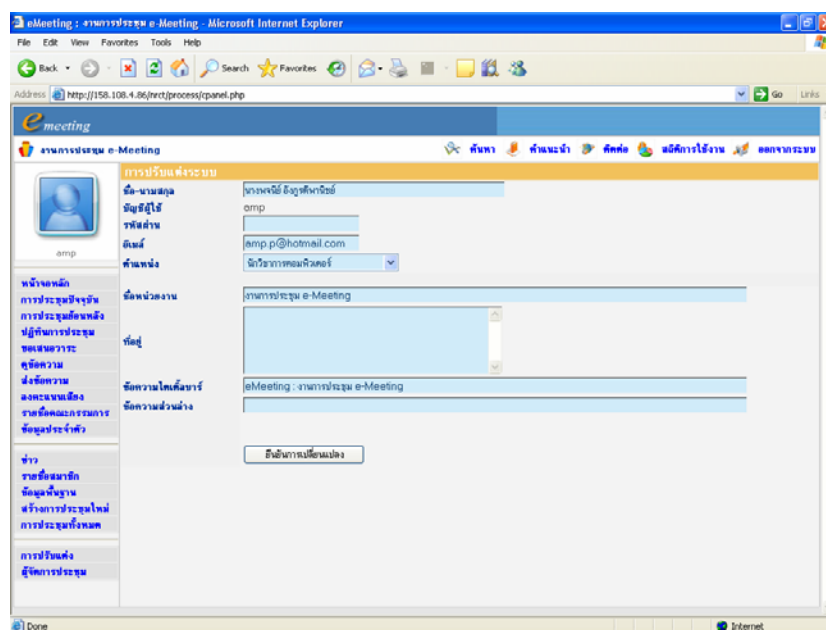 eMeeting : งานการประชุม e-Meeting - Microsoft Internet Explorer
File Edit View Favorites Tools Help
Back Search Favorites
Address http://158.108.4.86/nrct/process/cpanel.php Go Links
e meeting
งานการประชุม e-Meeting ค้นหา คำแนะนำ ติดต่อ สถิติการใช้งาน ออกจากระบบ
การปรับแต่งระบบ
ชื่อ-นามสกุล
บัญชีผู้ใช้ amp
รหัสผ่าน
อีเมล์ amp.p@hotmail.com
ตำแหน่ง นักวิชาการคอมพิวเตอร์
ชื่อหน่วยงาน งานการประชุม e-Meeting
ที่อยู่
ข้อความไตเติ้ลบาร์ eMeeting : งานการประชุม e-Meeting
ข้อความส่วนล่าง
ยืนยันการเปลี่ยนแปลง
amp
หน้าจอหลัก
การประชุมปัจจุบัน
การประชุมย้อนหลัง
ปฏิทินการประชุม
ขอเสนอวาระ
ดูข้อความ
ส่งข้อความ
ลงคะแนนเสียง
รายชื่อคณะกรรมการ
ข้อมูลประจำตัว
ข่าว
รายชื่อสมาชิก
ข้อมูลพื้นฐาน
สร้างการประชุมใหม่
การประชุมทั้งหมด
การปรับแต่ง
ผู้จัดการประชุม
Done Internet